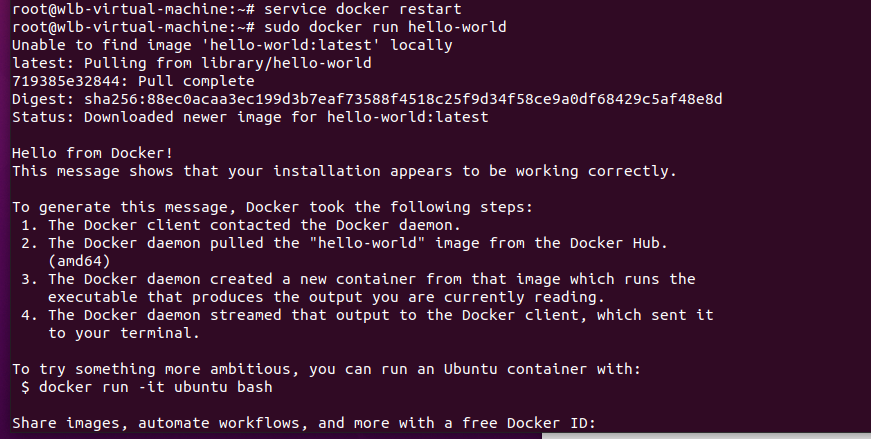 root@wlb-virtual-machine:~# service docker restart
root@wlb-virtual-machine:~# sudo docker run hello-world
Unable to find image 'hello-world:latest' locally
latest: Pulling from library/hello-world
719385e32844: Pull complete
Digest: sha256:88ec0acaa3ec199d3b7eaf73588f4518c25f9d34f58ce9a0df68429c5af48e8d
Status: Downloaded newer image for hello-world:latest

Hello from Docker!
This message shows that your installation appears to be working correctly.

To generate this message, Docker took the following steps:
 1. The Docker client contacted the Docker daemon.
 2. The Docker daemon pulled the "hello-world" image from the Docker Hub.
    (amd64)
 3. The Docker daemon created a new container from that image which runs the
    executable that produces the output you are currently reading.
 4. The Docker daemon streamed that output to the Docker client, which sent it
    to your terminal.

To try something more ambitious, you can run an Ubuntu container with:
 $ docker run -it ubuntu bash

Share images, automate workflows, and more with a free Docker ID: